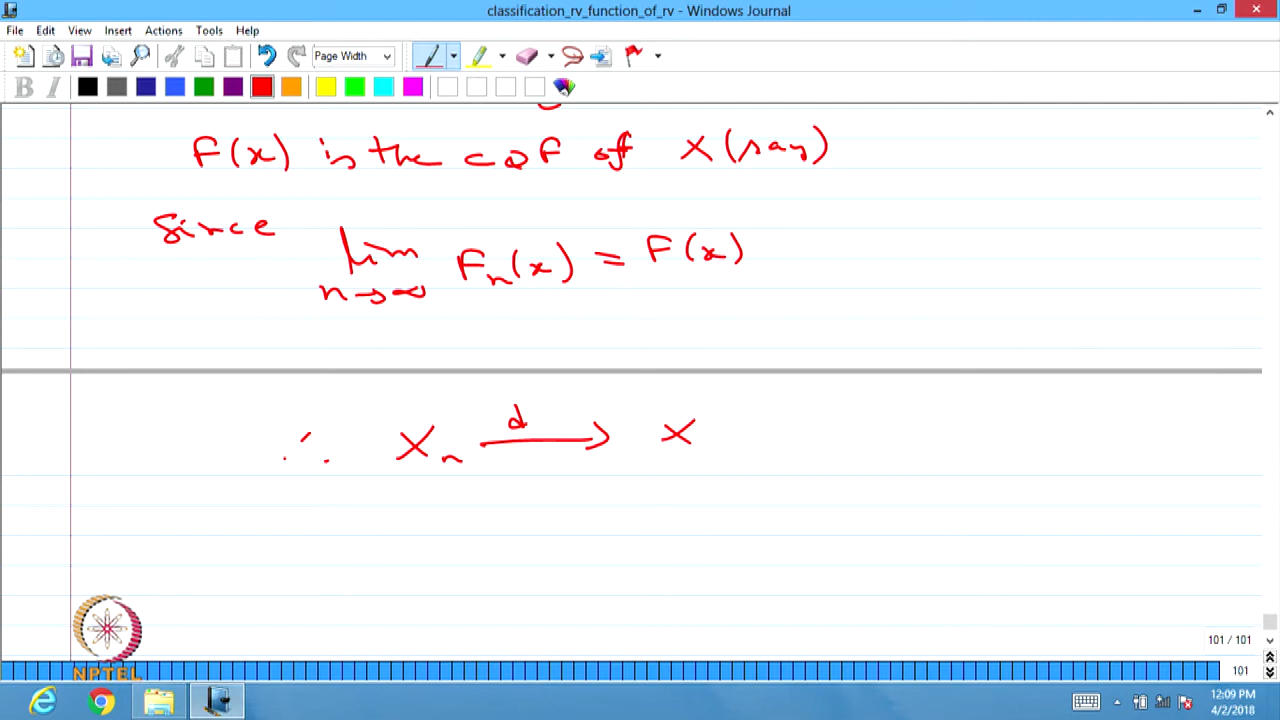 classification_rv_function_of_rv - Windows Journal
File Edit View Insert Actions Tools Help
Page Width
B I
F(x) is the CDF of X (say)
Since lim Fn(x) = F(x)
n→∞
∴ Xn d→ X
101 / 101
NPTEL
101
12:09 PM
4/2/2018